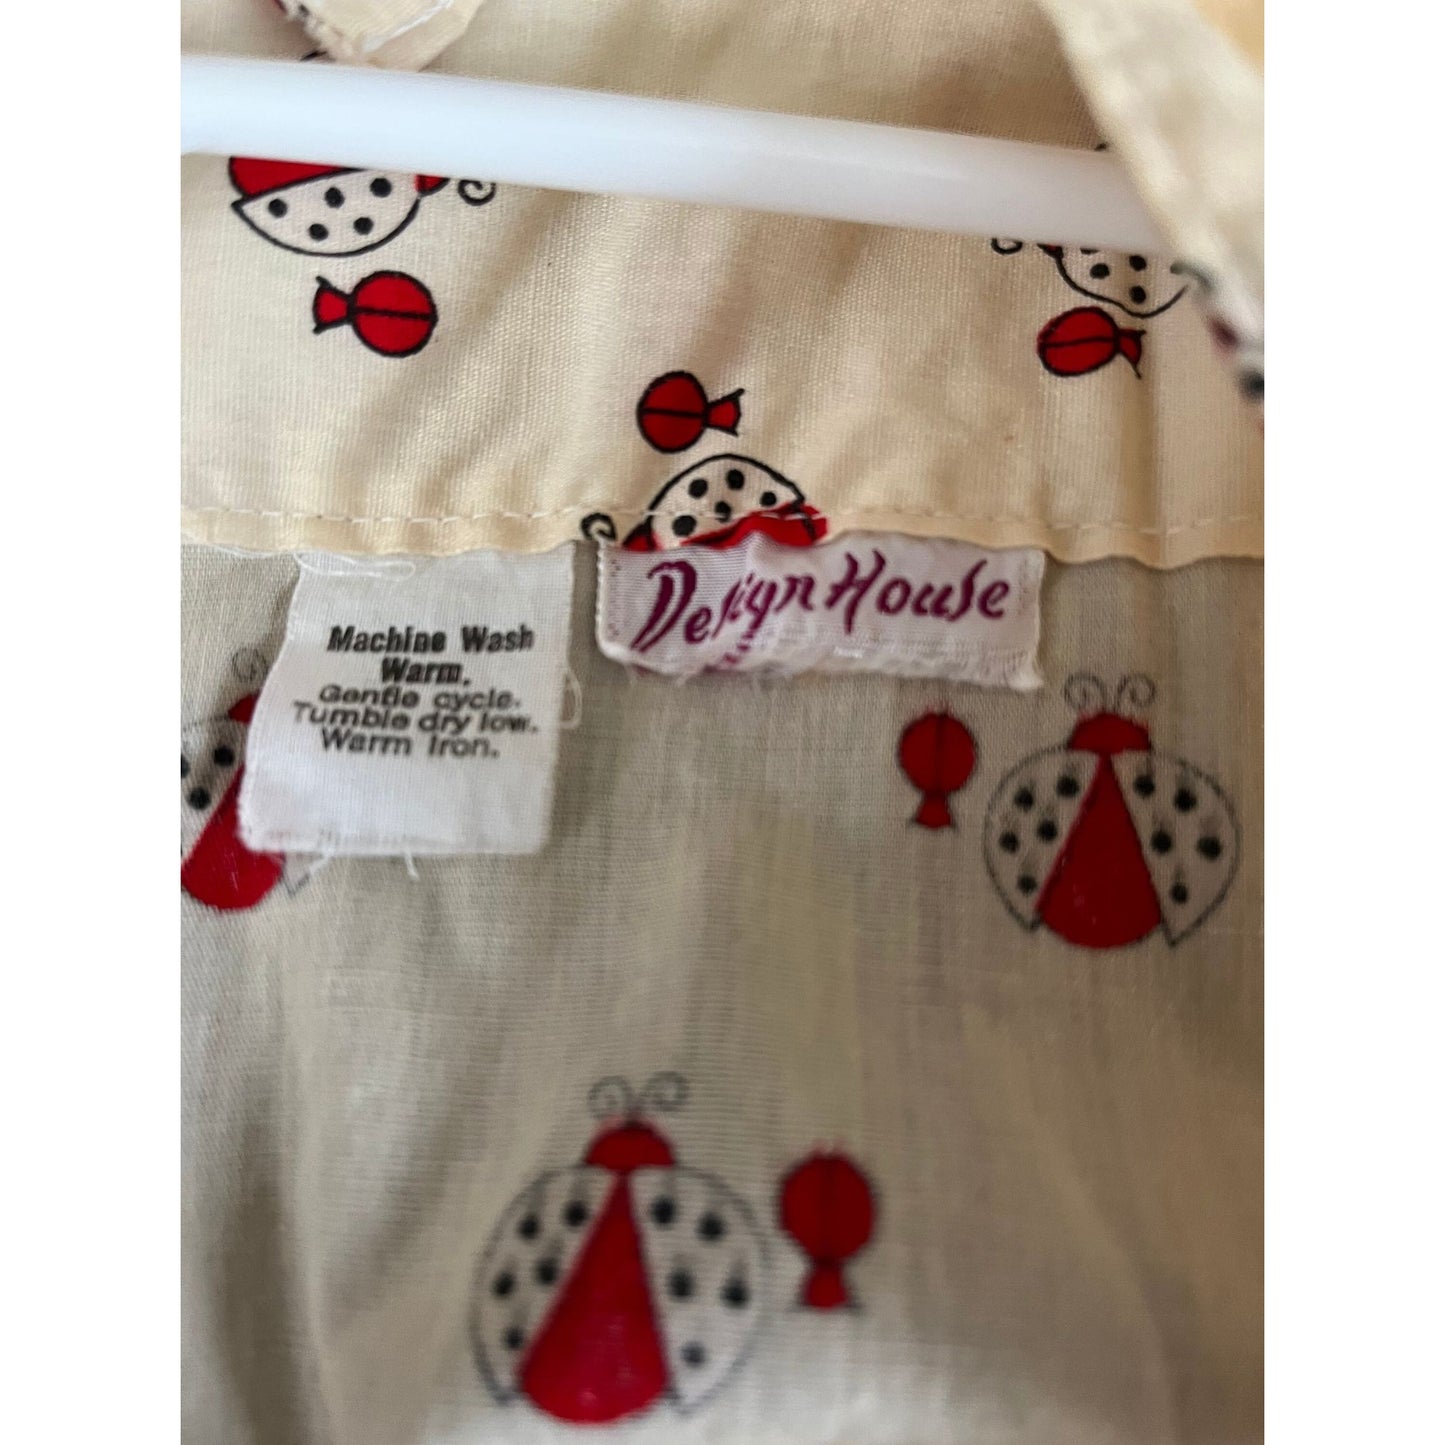 Machine Wash
Warm.
Gentle cycle.
Tumble dry low.
Warm Iron.
Design House